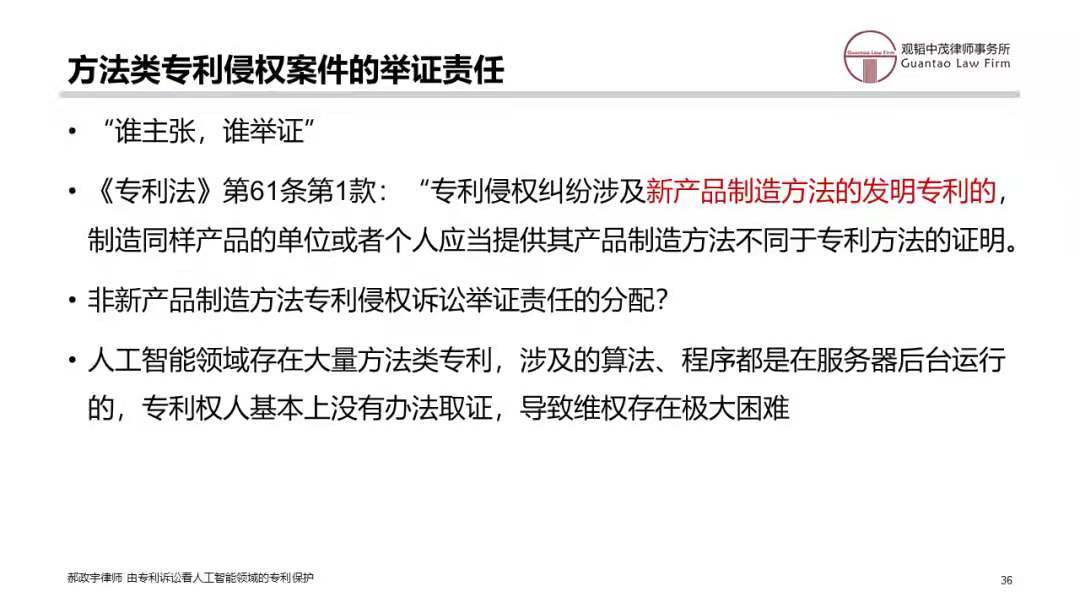 方法类专利侵权案件的举证责任
Guantao Law Firm
观韬中茂律师事务所
Guantao Law Firm
• “谁主张，谁举证”
• 《专利法》第61条第1款：“专利侵权纠纷涉及新产品制造方法的发明专利的，
制造同样产品的单位或者个人应当提供其产品制造方法不同于专利方法的证明。
• 非新产品制造方法专利侵权诉讼举证责任的分配？
• 人工智能领域存在大量方法类专利，涉及的算法、程序都是在服务器后台运行
的，专利权人基本上没有办法取证，导致维权存在极大困难
郝政宇律师 由专利诉讼看人工智能领域的专利保护
36